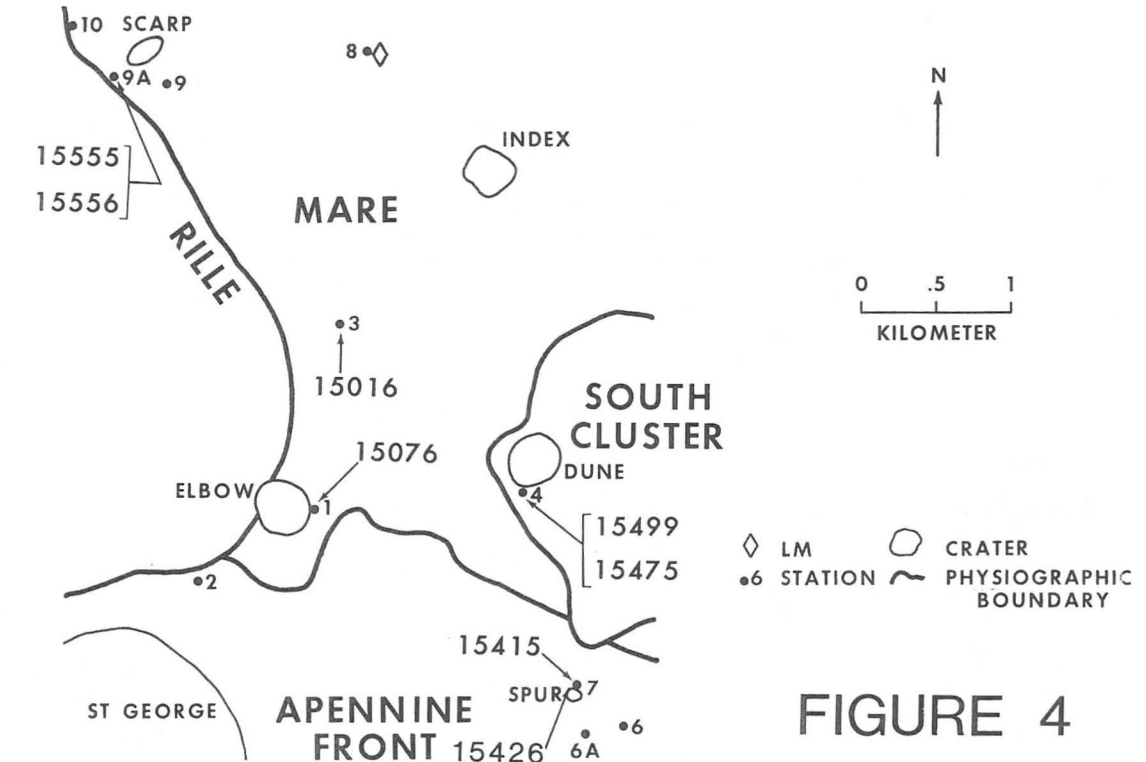 10 SCARP
8
9A 9
N
INDEX
15555
15556
MARE
RILLE
0 .5 1
KILOMETER
3
15016
SOUTH
CLUSTER
15076
DUNE
ELBOW
1
4
15499
15475
LM CRATER
6 STATION PHYSIOGRAPHIC
BOUNDARY
2
15415
SPUR 7
ST GEORGE
APENNINE
FRONT
6
15426
6A
FIGURE 4